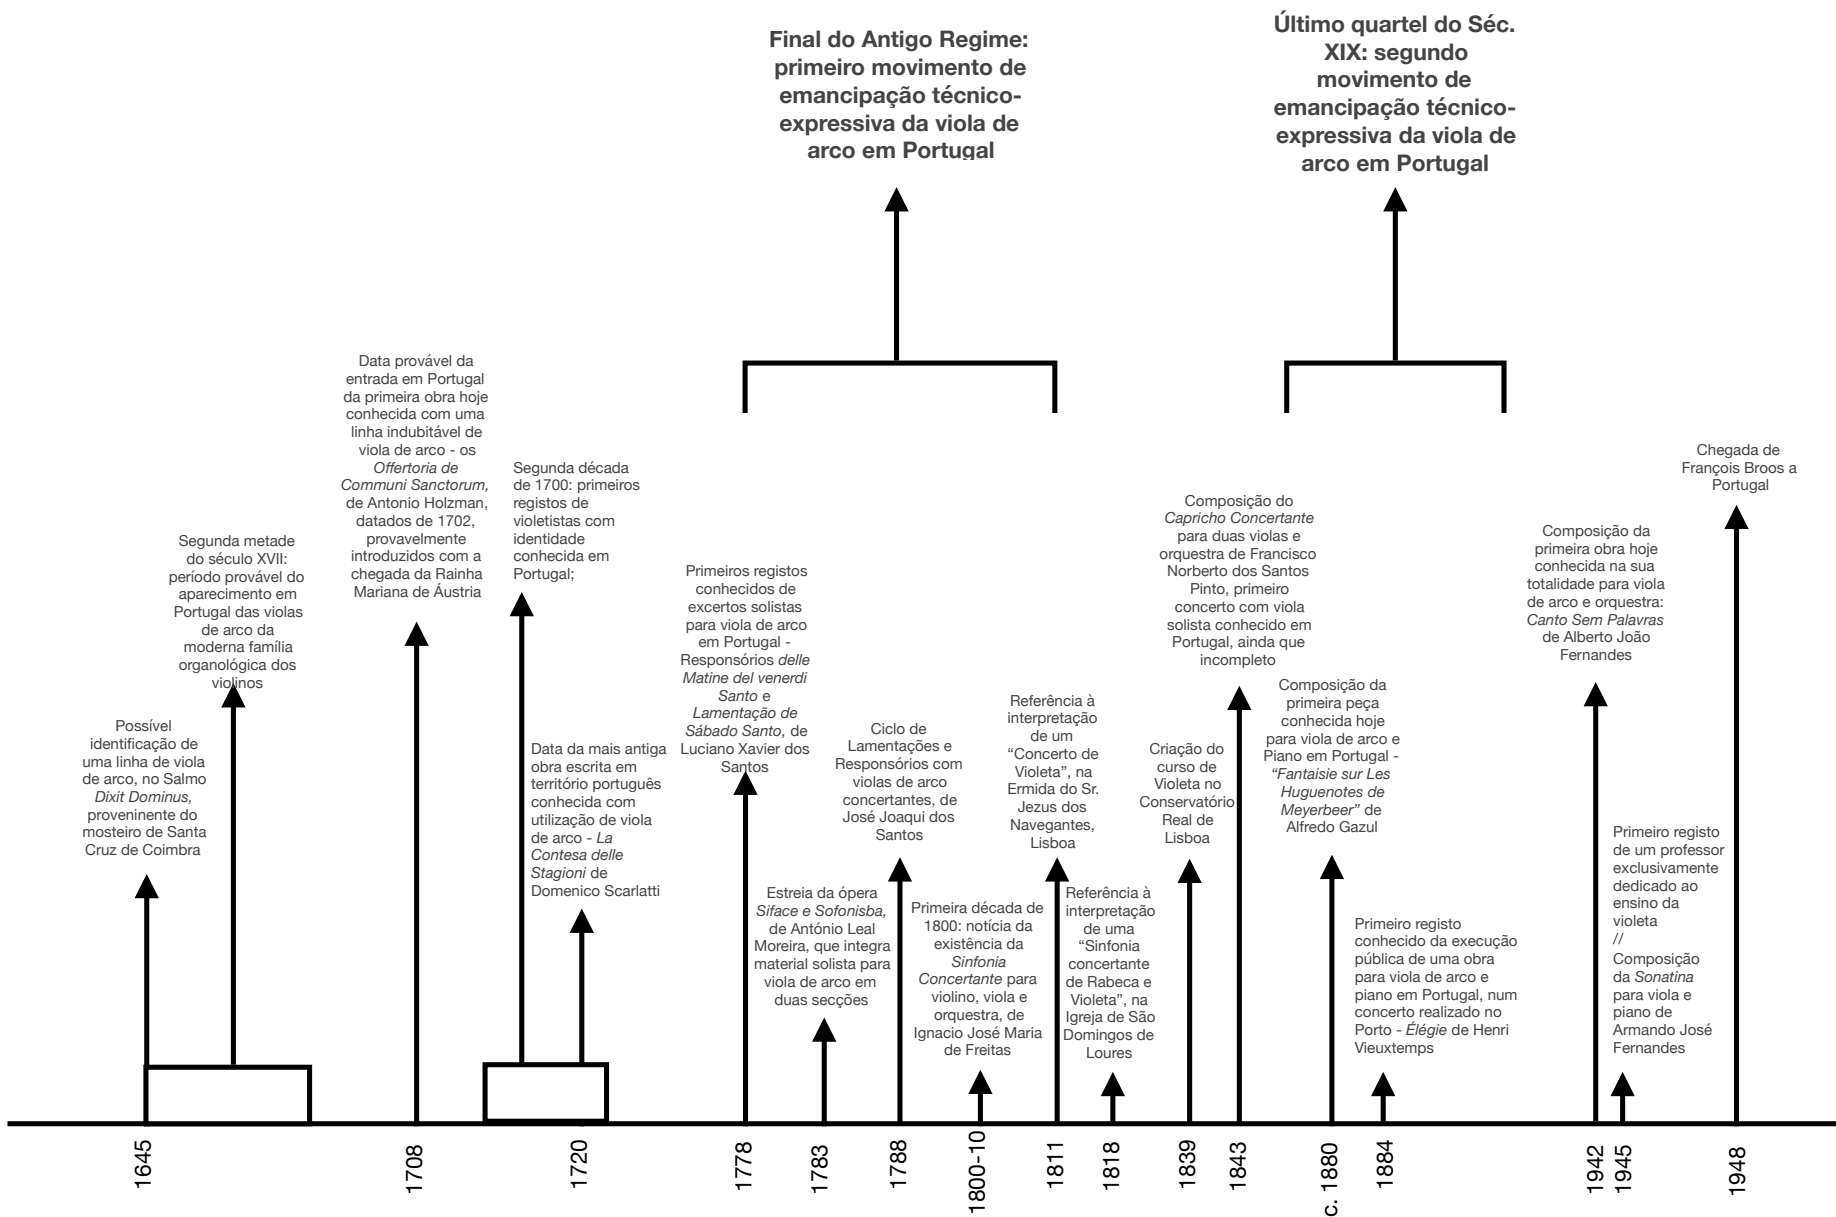 Final do Antigo Regime:
primeiro movimento de
emancipação técnico-
expressiva da viola de
arco em Portugal
Último quartel do Séc.
XIX: segundo
movimento de
emancipação técnico-
expressiva da viola de
arco em Portugal
Possível
identificação de
uma linha de viola
de arco, no Salmo
Dixit Dominus,
proveninente do
mosteiro de Santa
Cruz de Coimbra
Segunda metade
do século XVII:
período provável do
aparecimento em
Portugal das violas
de arco da
moderna família
organológica dos
violinos
Data provável da
entrada em Portugal
da primeira obra hoje
conhecida com uma
linha indubitável de
viola de arco - os
Offertoria de
Communi Sanctorum,
de Antonio Holzman,
datados de 1702,
provavelmente
introduzidos com a
chegada da Rainha
Mariana de Áustria
Segunda década
de 1700: primeiros
registos de
violetistas com
identidade
conhecida em
Portugal;
Data da mais antiga
obra escrita em
território português
conhecida com
utilização de viola
de arco - La
Contesa delle
Stagioni de
Domenico Scarlatti
Primeiros registos
conhecidos de
excertos solistas
para viola de arco
em Portugal -
Responsórios delle
Matine del venerdi
Santo e
Lamentação de
Sábado Santo, de
Luciano Xavier dos
Santos
Estreia da ópera
Siface e Sofonisba,
de António Leal
Moreira, que integra
material solista para
viola de arco em
duas secções
Ciclo de
Lamentações e
Responsórios com
violas de arco
concertantes, de
José Joaqui dos
Santos
Primeira década de
1800: notícia da
existência da
Sinfonia
Concertante para
violino, viola e
orquestra, de
Ignacio José Maria
de Freitas
Referência à
interpretação
de um
“Concerto de
Violeta”, na
Ermida do Sr.
Jezus dos
Navegantes,
Lisboa
Referência à
interpretação
de uma
“Sinfonia
concertante
de Rabeca e
Violeta”, na
Igreja de São
Domingos de
Loures
Criação do
curso de
Violeta no
Conservatório
Real de
Lisboa
Composição do
Capricho Concertante
para duas violas e
orquestra de Francisco
Norberto dos Santos
Pinto, primeiro
concerto com viola
solista conhecido em
Portugal, ainda que
incompleto
Composição da
primeira peça
conhecida hoje
para viola de arco e
Piano em Portugal -
“Fantaisie sur Les
Huguenotes de
Meyerbeer” de
Alfredo Gazul
Primeiro registo
conhecido da execução
pública de uma obra
para viola de arco e
piano em Portugal, num
concerto realizado no
Porto - Élégie de Henri
Vieuxtemps
Composição da
primeira obra hoje
conhecida na sua
totalidade para viola
de arco e orquestra:
Canto Sem Palavras
de Alberto João
Fernandes
Primeiro registo
de um professor
exclusivamente
dedicado ao
ensino da
violeta
//
Composição
da Sonatina
para viola e
piano de
Armando José
Fernandes
Chegada de
François Broos a
Portugal
1645
1708
1720
1778
1783
1788
1800-10
1811
1818
1839
1843
c. 1880
1884
1942
1945
1948